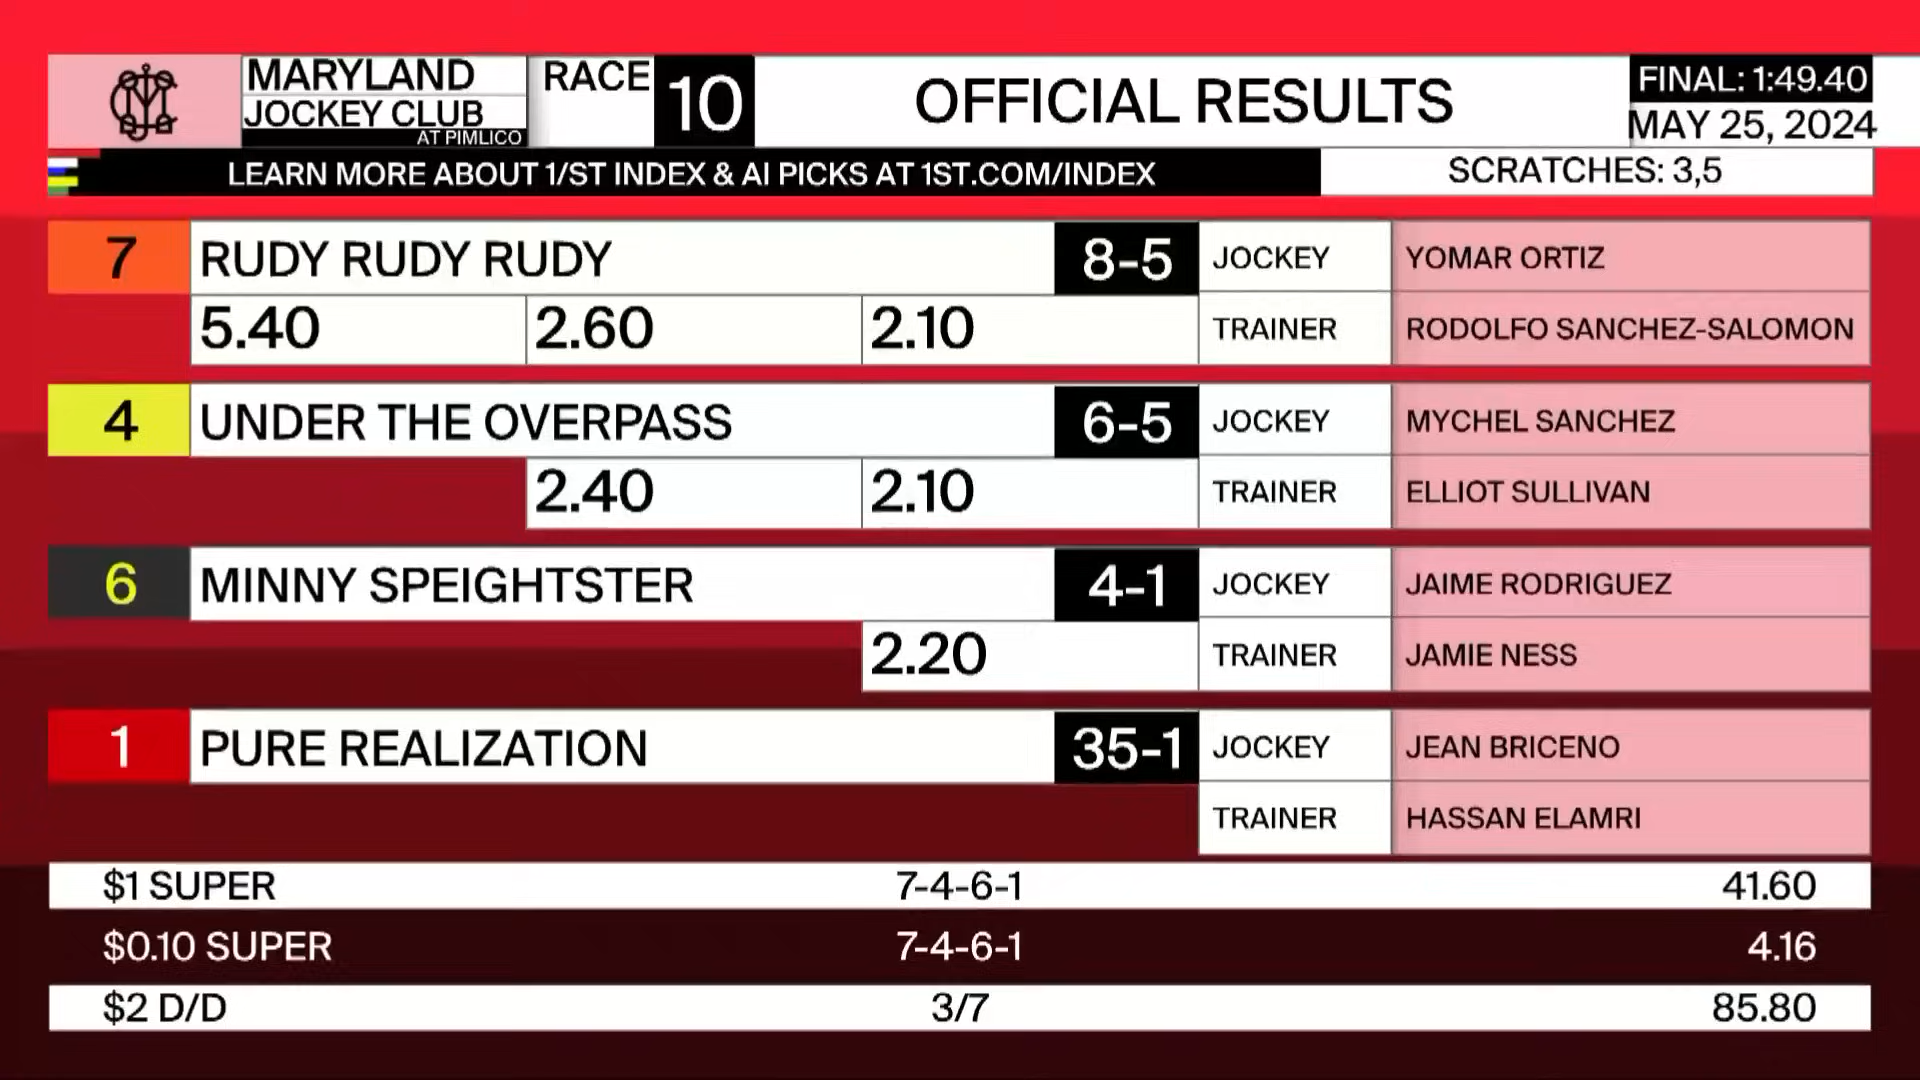 MARYLAND
JOCKEY CLUB
AT PIMLICO
RACE 10
OFFICIAL RESULTS
FINAL: 1:49.40
MAY 25, 2024
LEARN MORE ABOUT 1/ST INDEX & AI PICKS AT 1ST.COM/INDEX
SCRATCHES: 3,5
7 RUDY RUDY RUDY 8-5 JOCKEY YOMAR ORTIZ
5.40 2.60 2.10 TRAINER RODOLFO SANCHEZ-SALOMON
4 UNDER THE OVERPASS 6-5 JOCKEY MYCHEL SANCHEZ
2.40 2.10 TRAINER ELLIOT SULLIVAN
6 MINNY SPEIGHTSTER 4-1 JOCKEY JAIME RODRIGUEZ
2.20 TRAINER JAMIE NESS
1 PURE REALIZATION 35-1 JOCKEY JEAN BRICENO
TRAINER HASSAN ELAMRI
$1 SUPER 7-4-6-1 41.60
$0.10 SUPER 7-4-6-1 4.16
$2 D/D 3/7 85.80